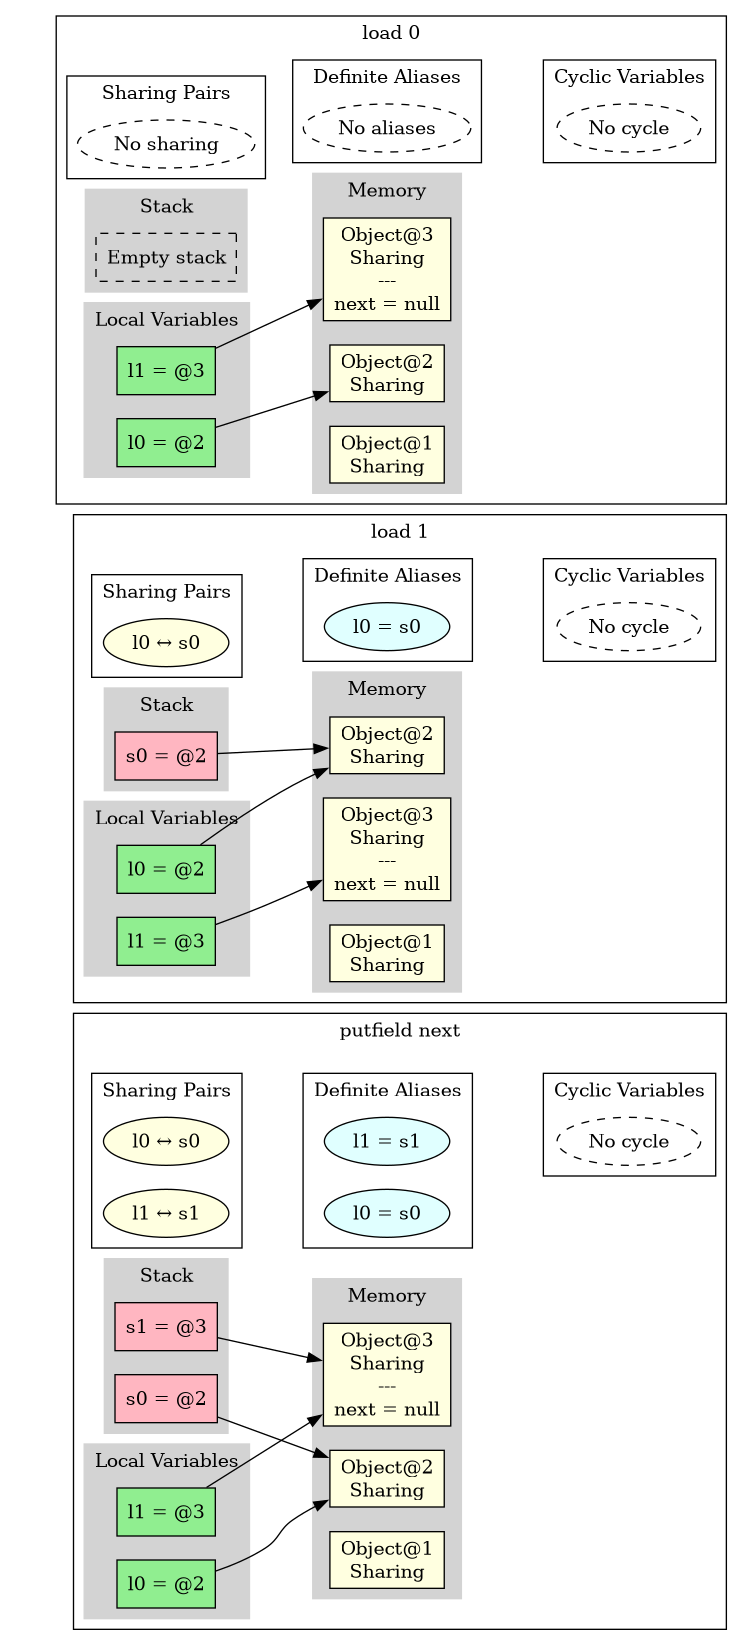 load 0
Sharing Pairs
No sharing
Definite Aliases
No aliases
Cyclic Variables
No cycle
Stack
Empty stack
Local Variables
l1 = @3
l0 = @2
Memory
Object@3
Sharing
---
next = null
Object@2
Sharing
Object@1
Sharing
load 1
Sharing Pairs
l0 ↔ s0
Definite Aliases
l0 = s0
Cyclic Variables
No cycle
Stack
s0 = @2
Local Variables
l0 = @2
l1 = @3
Memory
Object@2
Sharing
Object@3
Sharing
---
next = null
Object@1
Sharing
putfield next
Sharing Pairs
l0 ↔ s0
l1 ↔ s1
Definite Aliases
l1 = s1
l0 = s0
Cyclic Variables
No cycle
Stack
s1 = @3
s0 = @2
Local Variables
l1 = @3
l0 = @2
Memory
Object@3
Sharing
---
next = null
Object@2
Sharing
Object@1
Sharing